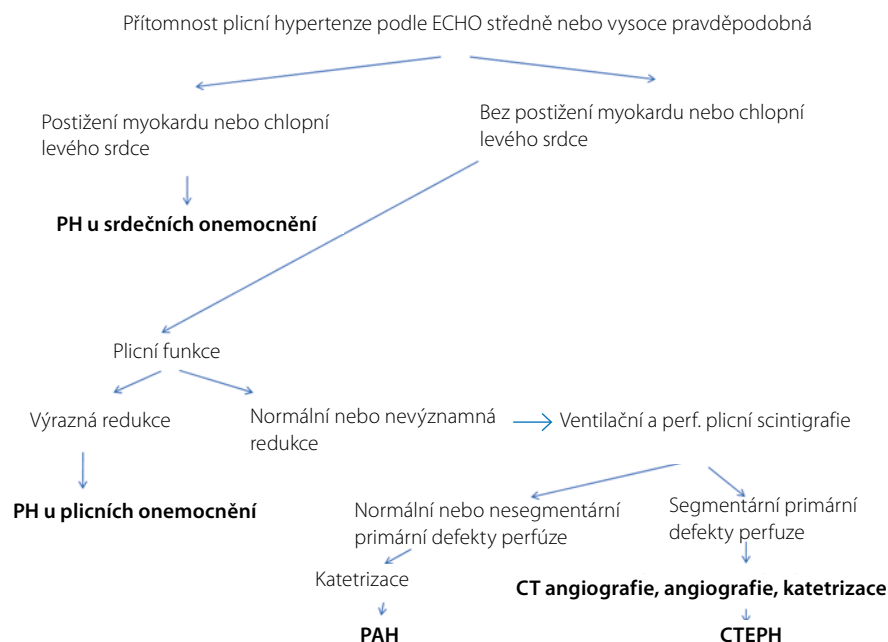 Přítomnost plicní hypertenze podle ECHO středně nebo vysoce pravděpodobná
Postižení myokardu nebo chlopní
levého srdce
Bez postižení myokardu nebo chlopní
levého srdce
PH u srdečních onemocnění
Plicní funkce
Výrazná redukce
Normální nebo nevýznamná
redukce
Ventilační a perf. plicní scintigrafie
PH u plicních onemocnění
Normální nebo nesegmentární
primární defekty perfúze
Segmentární primární
defekty perfuze
Katetrizace
CT angiografie, angiografie, katetrizace
PAH
CTEPH